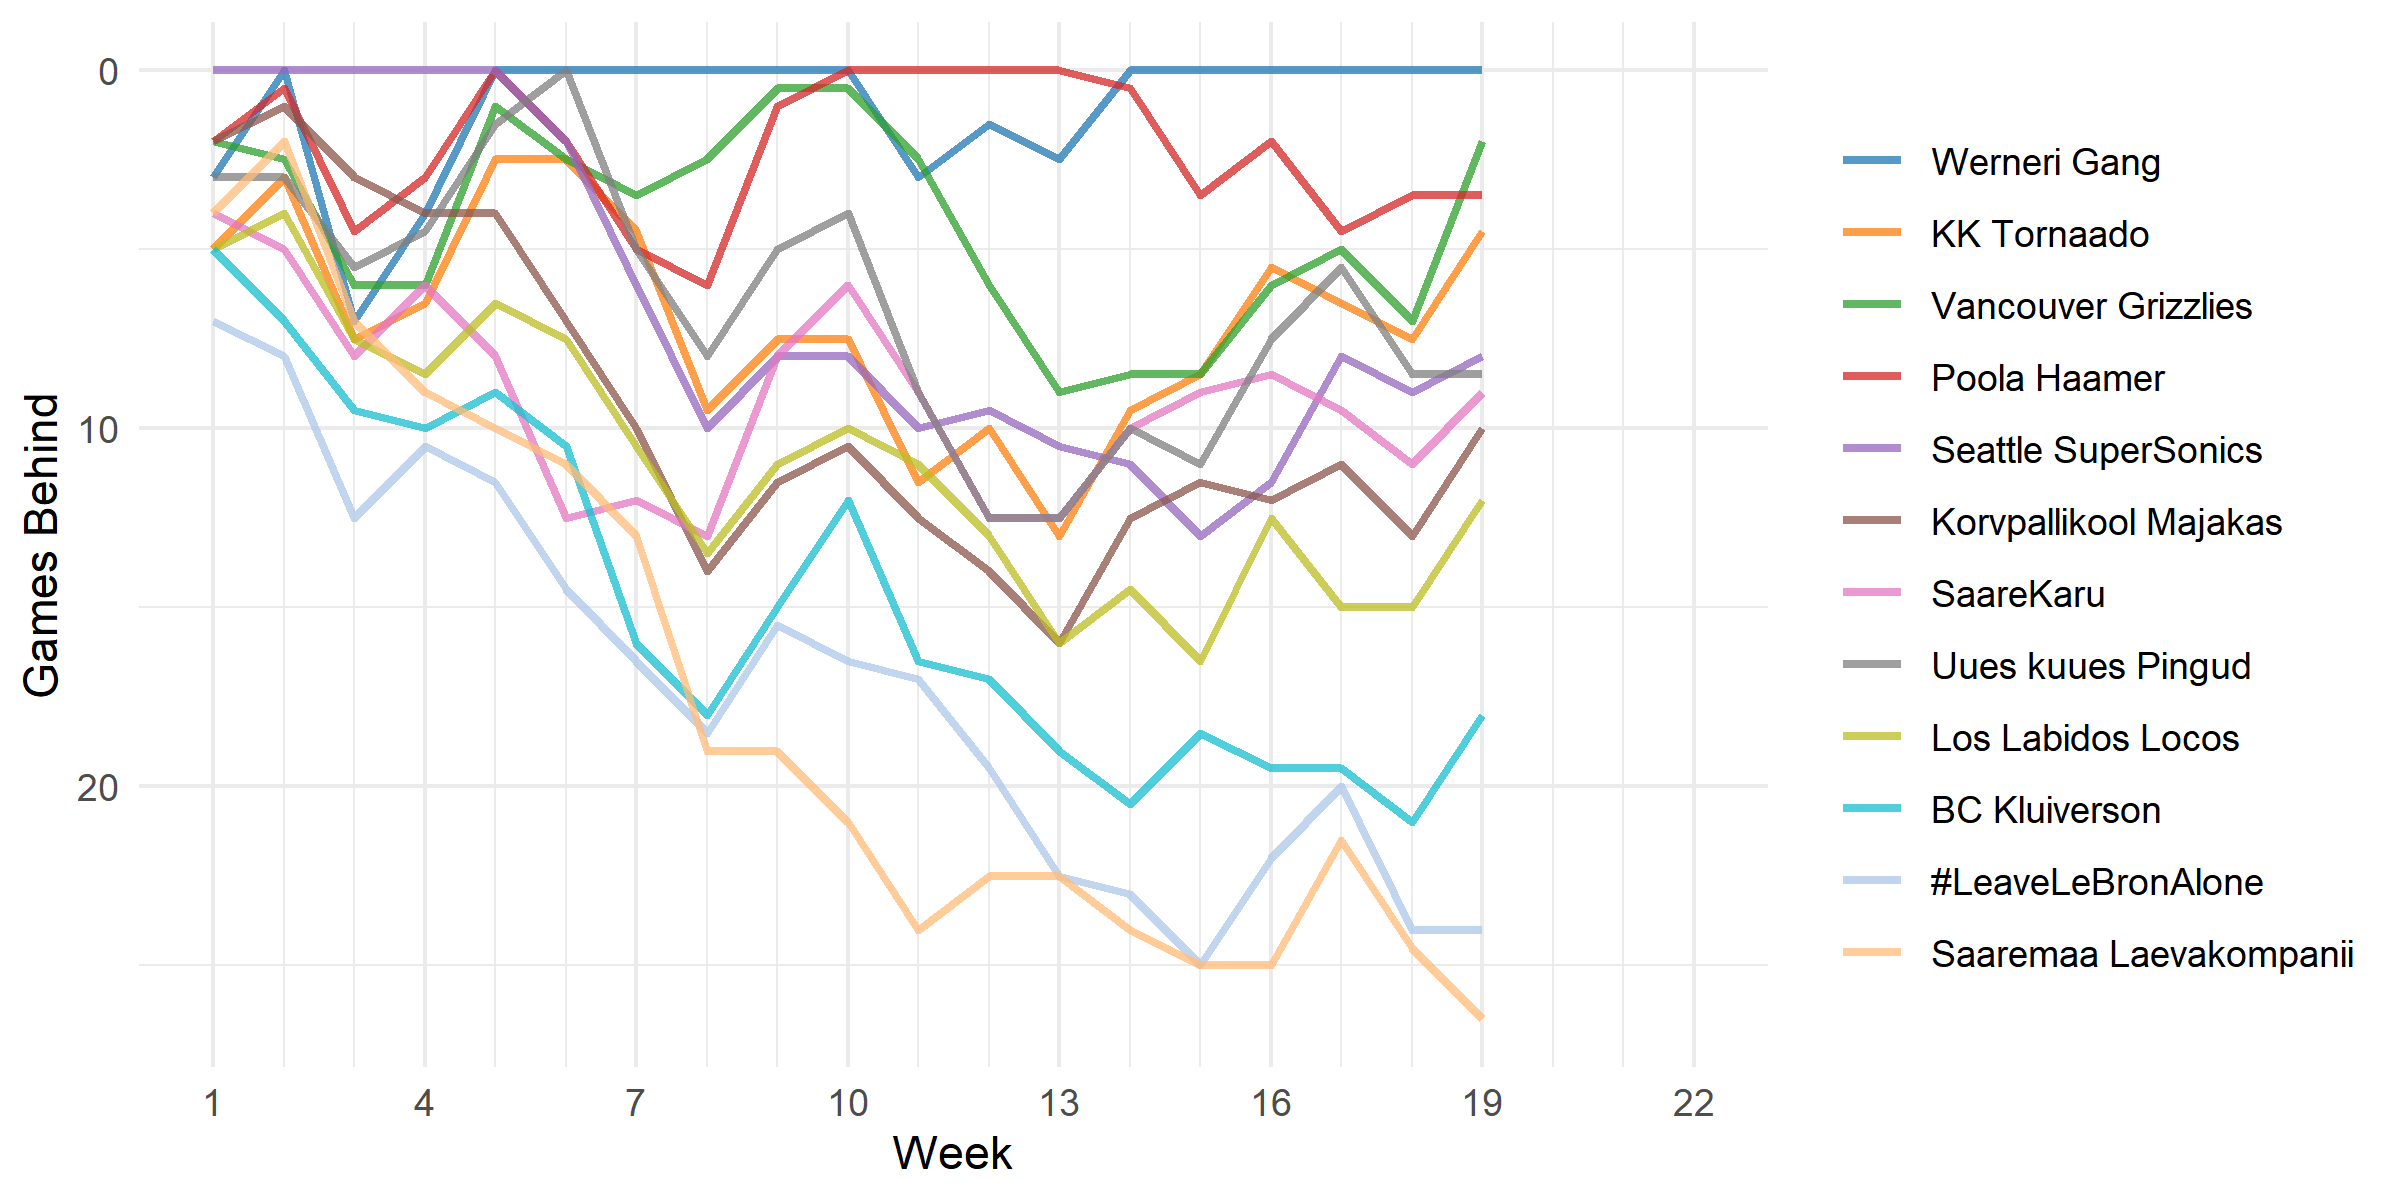 0
10
20
Games Behind
1 4 7 10 13 16 19 22
Week
Werneri Gang
KK Tornaado
Vancouver Grizzlies
Poola Haamer
Seattle SuperSonics
Korvpallikool Majakas
SaareKaru
Uues kuues Pingud
Los Labidos Locos
BC Kluiverson
#LeaveLeBronAlone
Saaremaa Laevakompanii